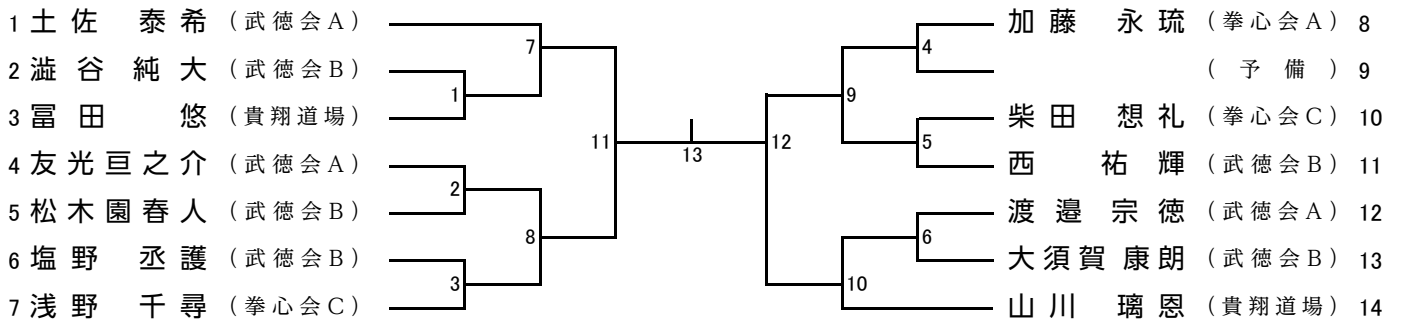 1 土佐 泰希 （武徳会A）
2 澁谷純大 （武徳会B）
3 冨田 悠 （貴翔道場）
4 友光亘之介 （武徳会A）
5 松木園春人 （武徳会B）
6 塩野 丞護 （武徳会B）
7 浅野 千尋 （拳心会C）
7
1
2
8
3
11
13
12
4
9
5
6
10
加藤 永琉 （拳心会A） 8
（予備） 9
柴田 想礼 （拳心会C） 10
西 祐輝 （武徳会B） 11
渡邉宗徳 （武徳会A） 12
大須賀康朗 （武徳会B） 13
山川 璃恩 （貴翔道場） 14